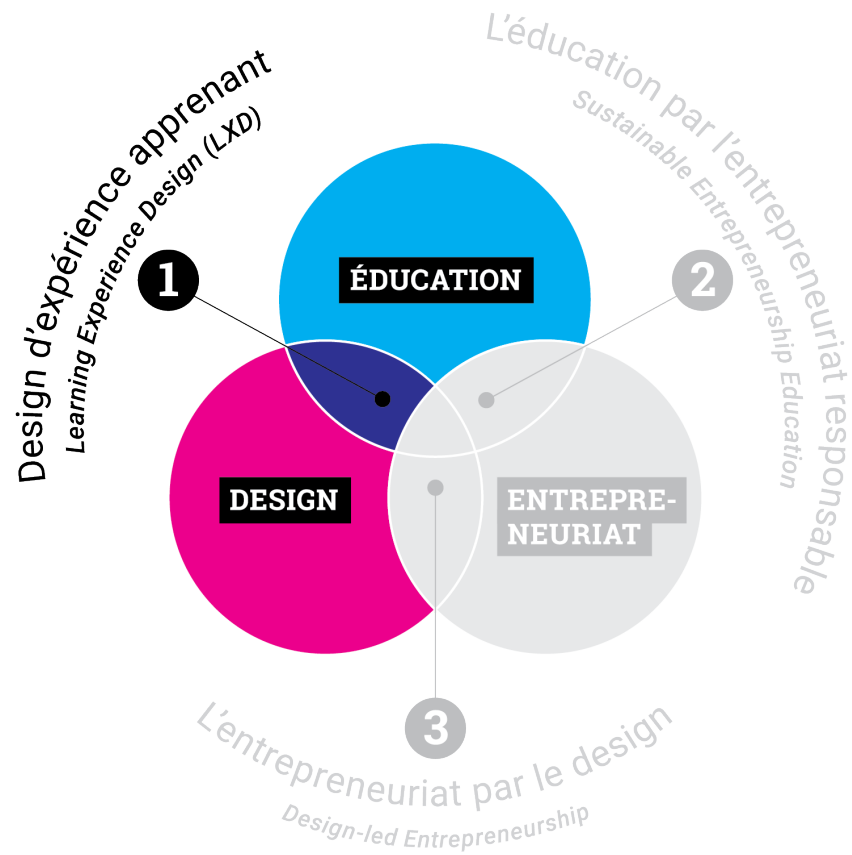 Design d'expérience apprenant
Learning Experience Design (LXD)
1
L'éducation par l'entrepreneuriat responsable
Sustainable Entrepreneurship Education
2
ÉDUCATION
DESIGN
ENTREPRE-
NEURIAT
3
L'entrepreneuriat par le design
Design-led Entrepreneurship